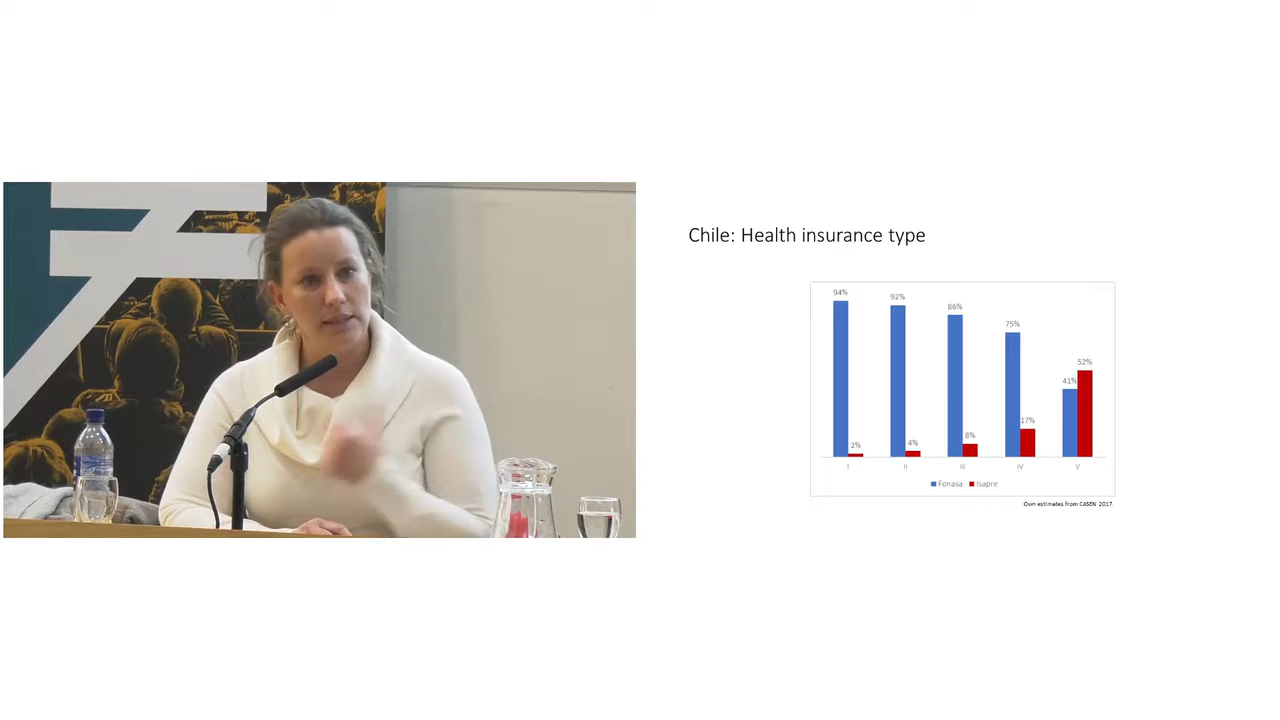 Chile: Health insurance type
94%
92%
86%
75%
41%
52%
2%
4%
8%
17%
I
II
III
IV
V
Fonasa
Isapre
Own estimates from CASEN 2017.